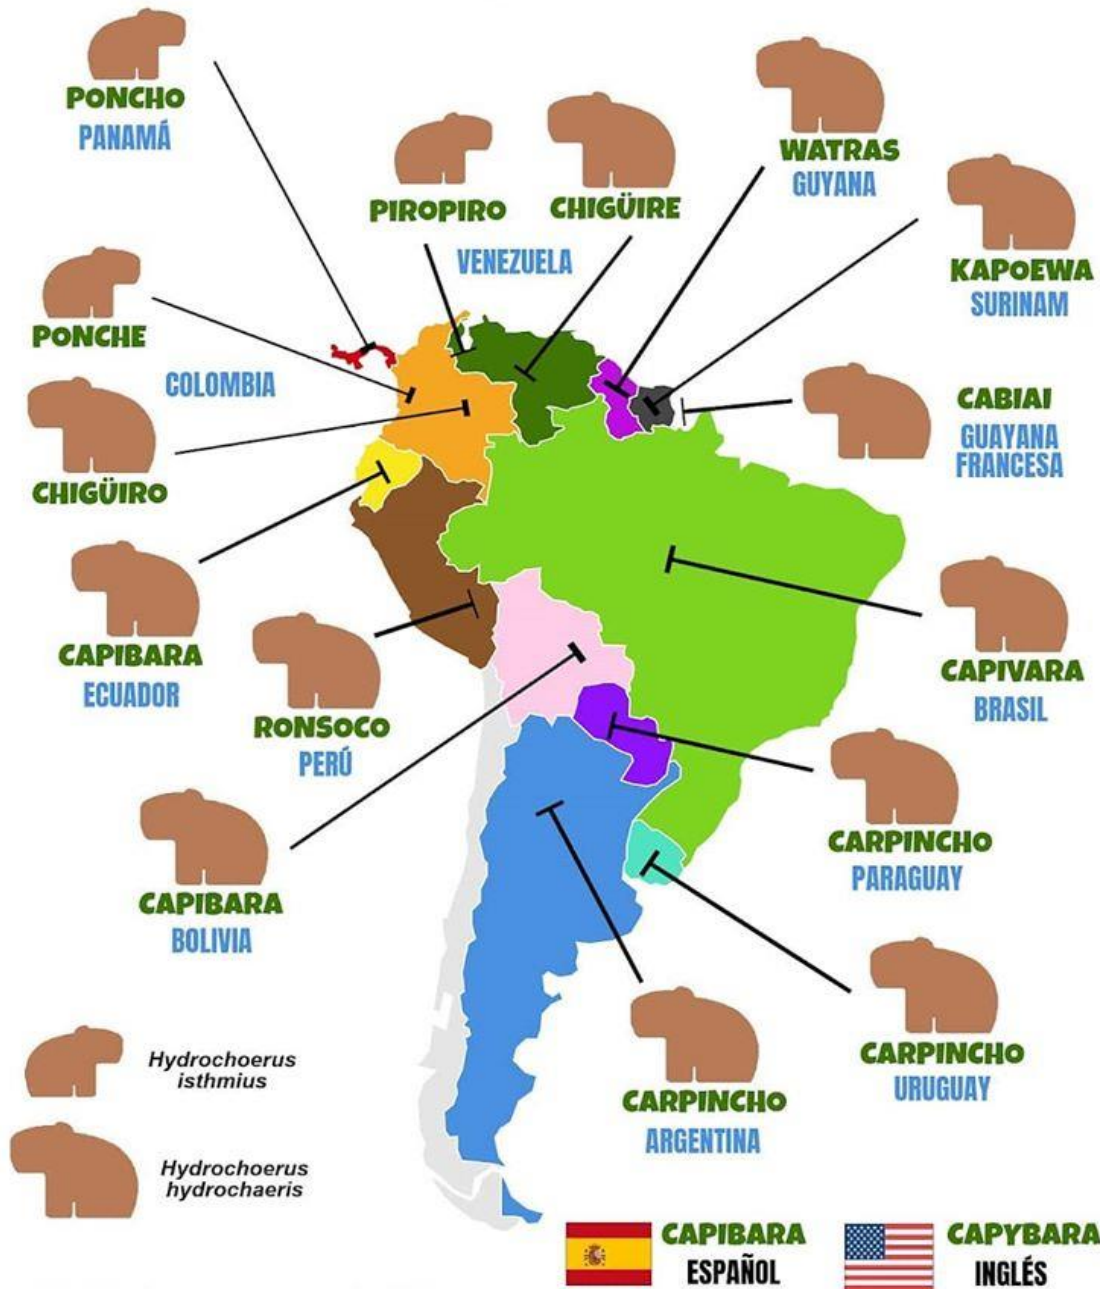 PONCHO
PANAMÁ
PIROPIRO
CHIGÜIRE
VENEZUELA
WATRAS
GUYANA
KAPOEWA
SURINAM
PONCHE
COLOMBIA
CHIGÜIRO
CABIAI
GUAYANA
FRANCESA
CAPIBARA
ECUADOR
RONSOCO
PERÚ
CAPIVARA
BRASIL
CAPIBARA
BOLIVIA
CARPINCHO
PARAGUAY
CARPINCHO
URUGUAY
CARPINCHO
ARGENTINA
Hydrochoerus
isthmius
Hydrochoerus
hydrochaeris
CAPIBARA
ESPAÑOL
CAPYBARA
INGLÉS